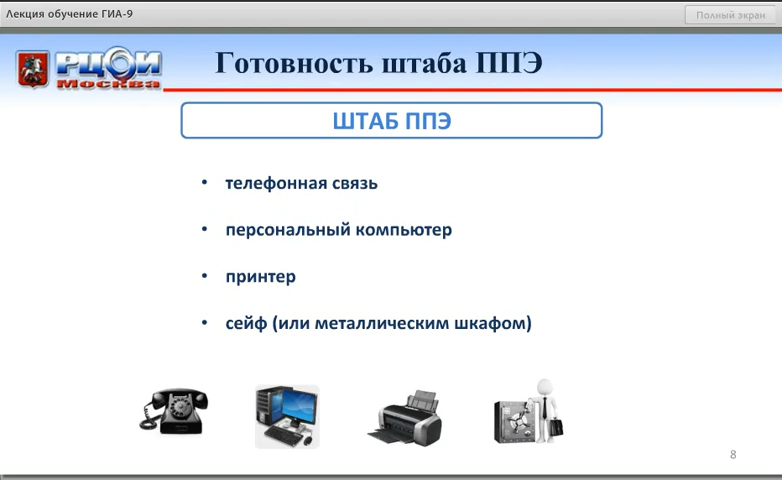 Лекция обучение ГИА-9
Полный экран
РЦОИ
Москва
Готовность штаба ППЭ
ШТАБ ППЭ
• телефонная связь
• персональный компьютер
• принтер
• сейф (или металлическим шкафом)
8